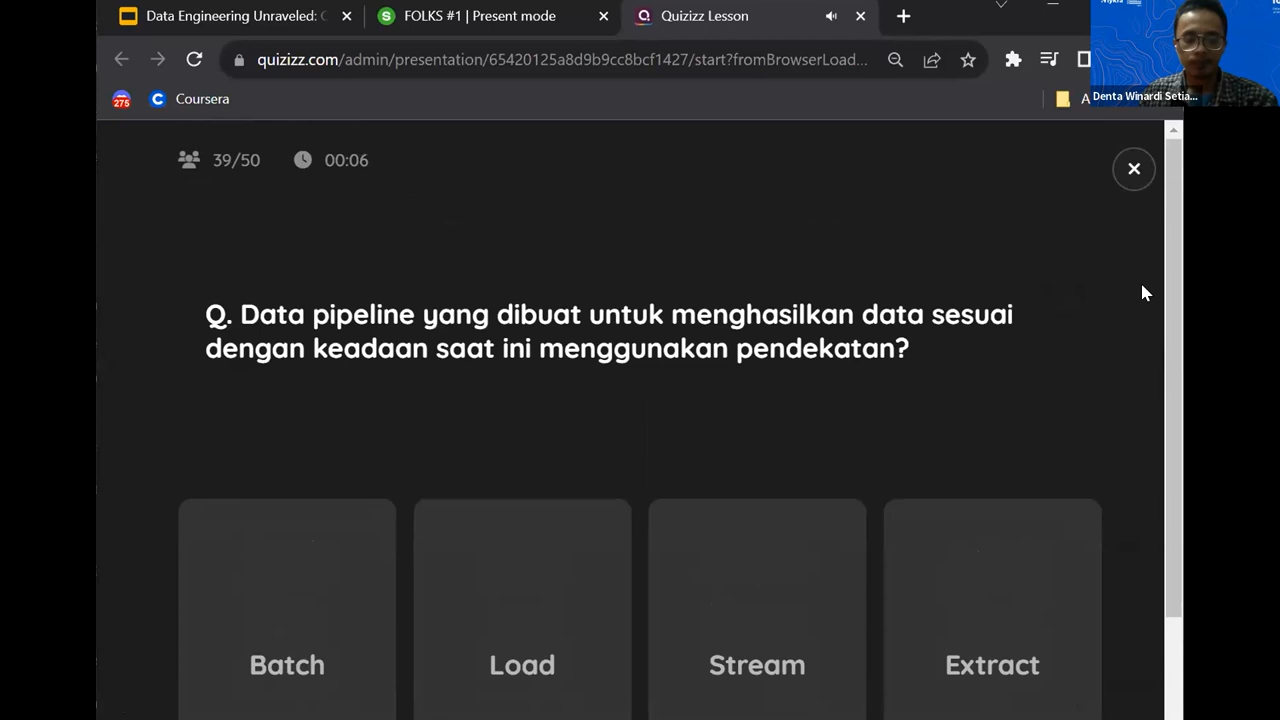 Data Engineering Unraveled:
FOLKS #1 | Present mode
Quizizz Lesson
quizizz.com/admin/presentation/65420125a8d9b9cc8bcf1427/start?fromBrowserLoad...
275
Coursera
A
Denta Winardi Setia...
39/50
00:06
Q. Data pipeline yang dibuat untuk menghasilkan data sesuai
dengan keadaan saat ini menggunakan pendekatan?
Batch
Load
Stream
Extract